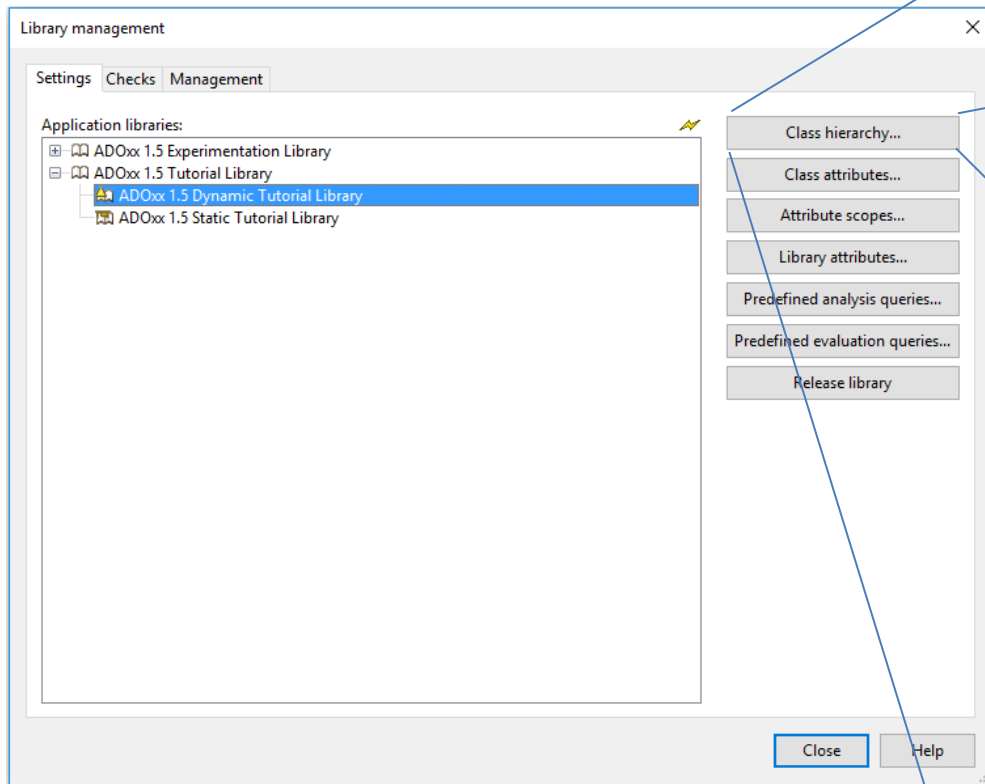 Library management
Settings Checks Management
Application libraries:
ADOxx 1.5 Experimentation Library
ADOxx 1.5 Tutorial Library
ADOxx 1.5 Dynamic Tutorial Library
ADOxx 1.5 Static Tutorial Library
Class hierarchy...
Class attributes...
Attribute scopes...
Library attributes...
Predefined analysis queries...
Predefined evaluation queries...
Release library
Close Help